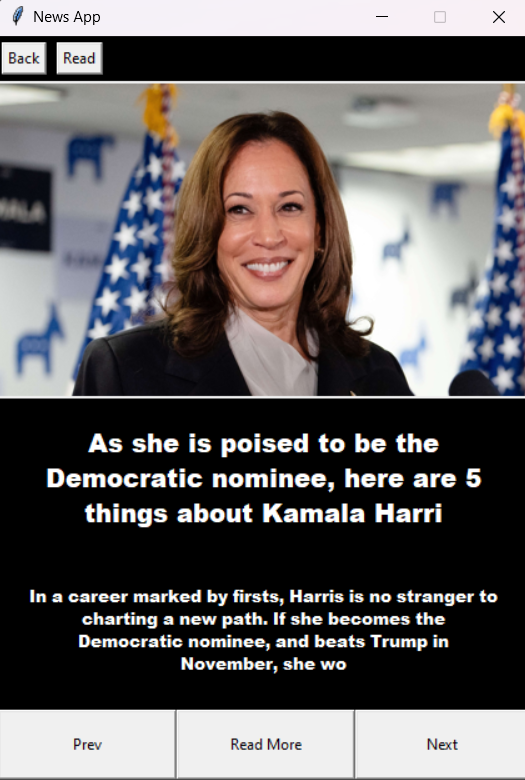 News App
Back Read
As she is poised to be the
Democratic nominee, here are 5
things about Kamala Harri
In a career marked by firsts, Harris is no stranger to
charting a new path. If she becomes the
Democratic nominee, and beats Trump in
November, she wo
Prev Read More Next